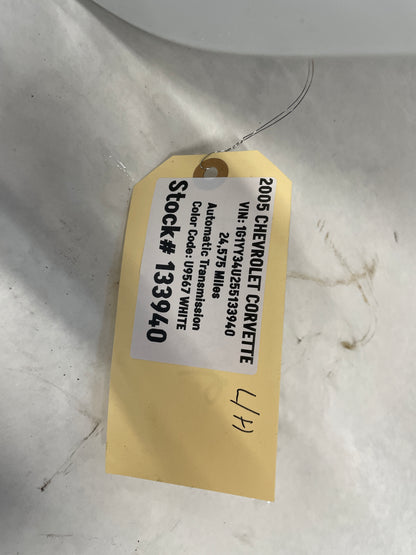 2005 CHEVROLET CORVETTE
VIN: 1G1YY34U255133940
24,575 Miles
Automatic Transmission
Color Code: U9567 WHITE
Stock# 133940